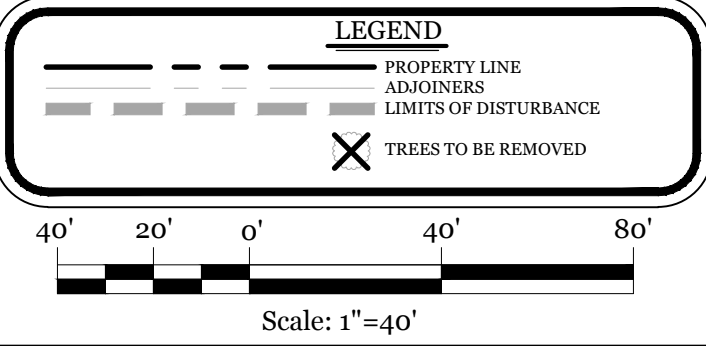 LEGEND
PROPERTY LINE
ADJOINERS
LIMITS OF DISTURBANCE
TREES TO BE REMOVED
40' 20' 0' 40' 80'
Scale: 1"=40'